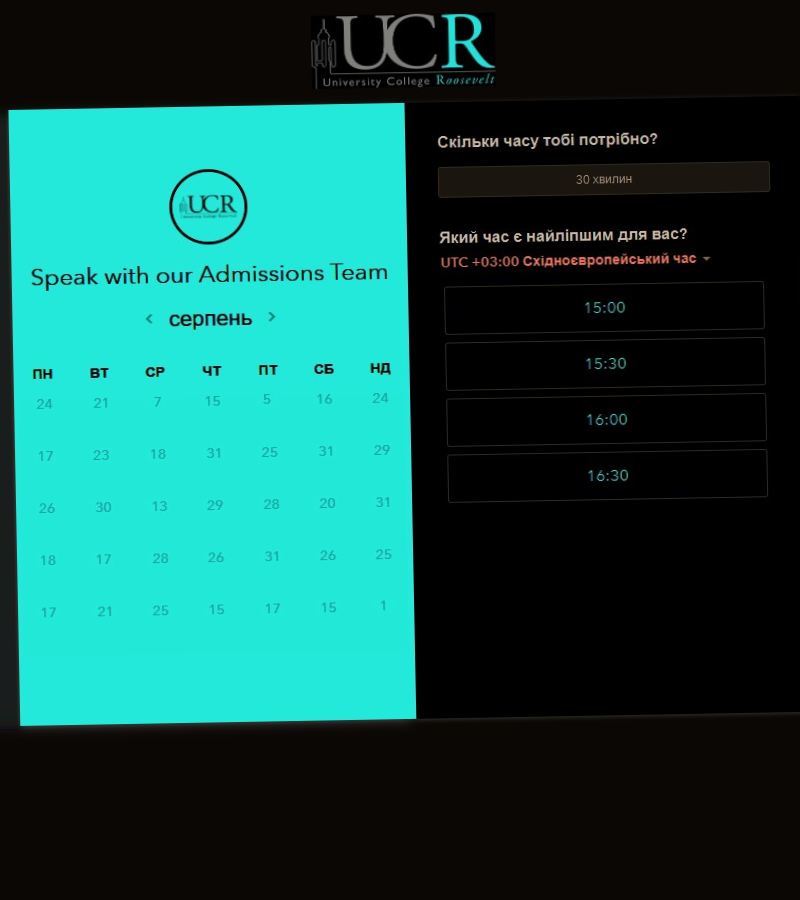 UCR
University College Roosevelt
UCR
Speak with our Admissions Team
серпень
ПН ВТ СР ЧТ ПТ СБ НД
24 21 7 15 5 16 24
17 23 18 31 25 31 29
26 30 13 29 28 20 31
18 17 28 26 31 26 25
17 21 25 15 17 15 1
Скільки часу тобі потрібно?
30 хвилин
Який час є найліпшим для вас?
UTC +03:00 Східноєвропейський час
15:00
15:30
16:00
16:30